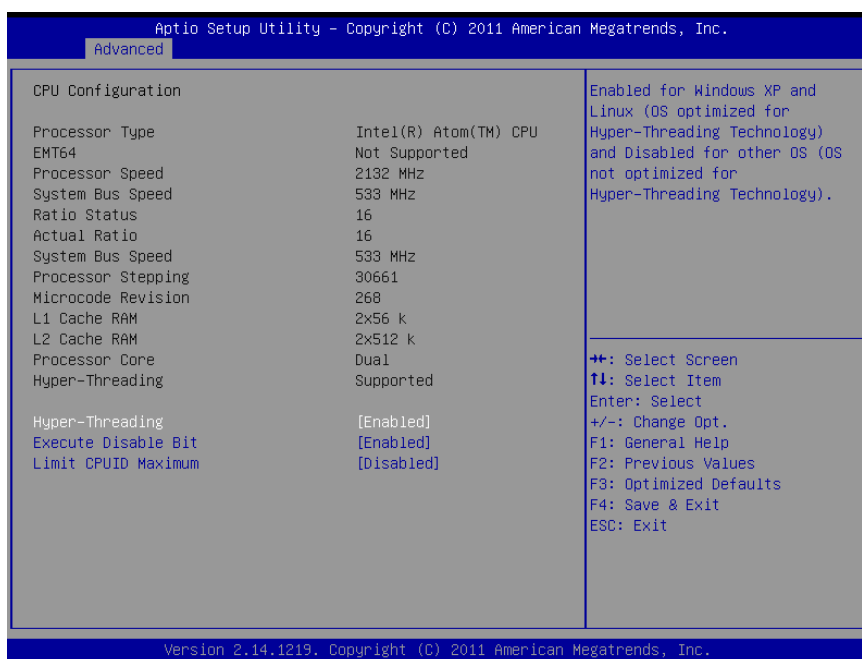 Aptio Setup Utility – Copyright (C) 2011 American Megatrends, Inc.
Advanced
CPU Configuration
Processor Type Intel(R) Atom(TM) CPU
EMT64 Not Supported
Processor Speed 2132 MHz
System Bus Speed 533 MHz
Ratio Status 16
Actual Ratio 16
System Bus Speed 533 MHz
Processor Stepping 30661
Microcode Revision 268
L1 Cache RAM 2x56 k
L2 Cache RAM 2x512 k
Processor Core Dual
Hyper-Threading Supported
Hyper-Threading [Enabled]
Execute Disable Bit [Enabled]
Limit CPUID Maximum [Disabled]
Enabled for Windows XP and
Linux (OS optimized for
Hyper-Threading Technology)
and Disabled for other OS (OS
not optimized for
Hyper-Threading Technology).
→←: Select Screen
↑↓: Select Item
Enter: Select
+/-: Change Opt.
F1: General Help
F2: Previous Values
F3: Optimized Defaults
F4: Save & Exit
ESC: Exit
Version 2.14.1219. Copyright (C) 2011 American Megatrends, Inc.